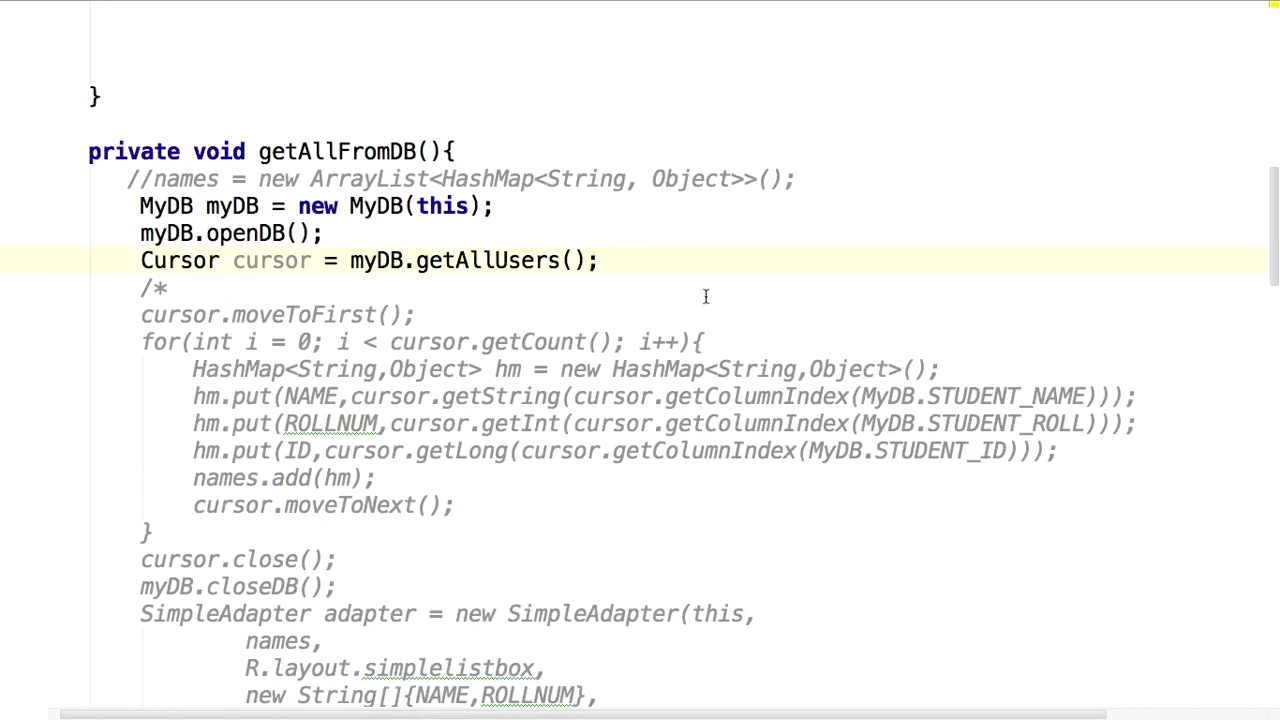 }
private void getAllFromDB(){
//names = new ArrayList<HashMap<String, Object>>();
MyDB myDB = new MyDB(this);
myDB.openDB();
Cursor cursor = myDB.getAllUsers();
/*
cursor.moveToFirst();
for(int i = 0; i < cursor.getCount(); i++){
HashMap<String,Object> hm = new HashMap<String,Object>();
hm.put(NAME,cursor.getString(cursor.getColumnIndex(MyDB.STUDENT_NAME)));
hm.put(ROLLNUM,cursor.getInt(cursor.getColumnIndex(MyDB.STUDENT_ROLL)));
hm.put(ID,cursor.getLong(cursor.getColumnIndex(MyDB.STUDENT_ID)));
names.add(hm);
cursor.moveToNext();
}
cursor.close();
myDB.closeDB();
SimpleAdapter adapter = new SimpleAdapter(this,
names,
R.layout.simplelistbox,
new String[]{NAME,ROLLNUM},